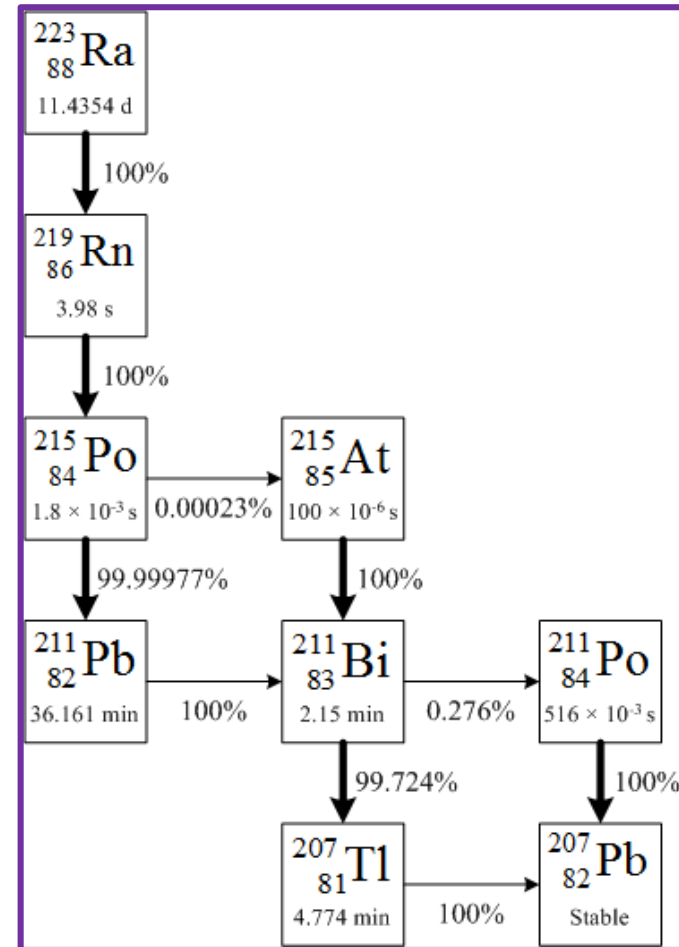 223
88 Ra
11.4354 d
100%
219
86 Rn
3.98 s
100%
215
84 Po
1.8 × 10⁻³ s
0.00023%
215
85 At
100 × 10⁻⁶ s
99.99977%
100%
211
82 Pb
36.161 min
100%
211
83 Bi
2.15 min
0.276%
211
84 Po
516 × 10⁻³ s
99.724%
100%
207
81 Tl
4.774 min
100%
207
82 Pb
Stable